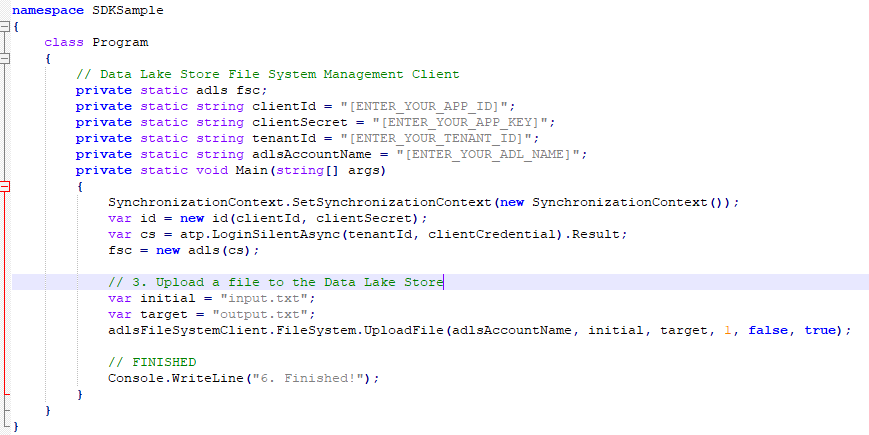 namespace SDKSample
{
class Program
{
// Data Lake Store File System Management Client
private static adls fsc;
private static string clientId = "[ENTER_YOUR_APP_ID]";
private static string clientSecret = "[ENTER_YOUR_APP_KEY]";
private static string tenantId = "[ENTER_YOUR_TENANT_ID]";
private static string adlsAccountName = "[ENTER_YOUR_ADL_NAME]";
private static void Main(string[] args)
{
SynchronizationContext.SetSynchronizationContext(new SynchronizationContext());
var id = new id(clientId, clientSecret);
var cs = atp.LoginSilentAsync(tenantId, clientCredential).Result;
fsc = new adls(cs);
// 3. Upload a file to the Data Lake Store
var initial = "input.txt";
var target = "output.txt";
adlsFileSystemClient.FileSystem.UploadFile(adlsAccountName, initial, target, 1, false, true);
// FINISHED
Console.WriteLine("6. Finished!");
}
}
}